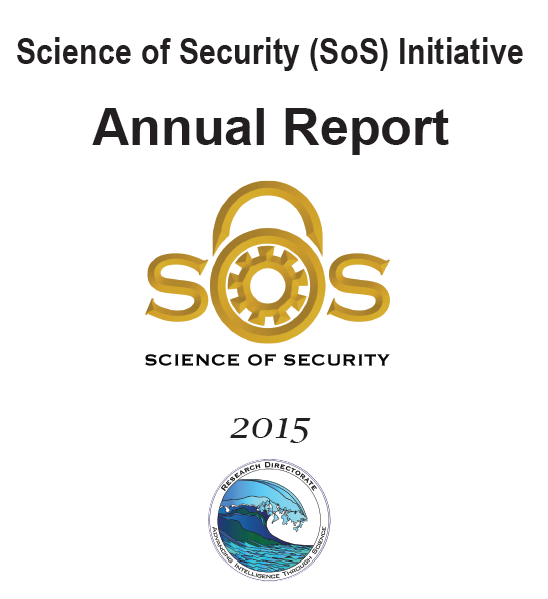 Science of Security (SoS) Initiative
Annual Report
SOS
SCIENCE OF SECURITY
2015
Research Directorate
Advancing Intelligence Through Science